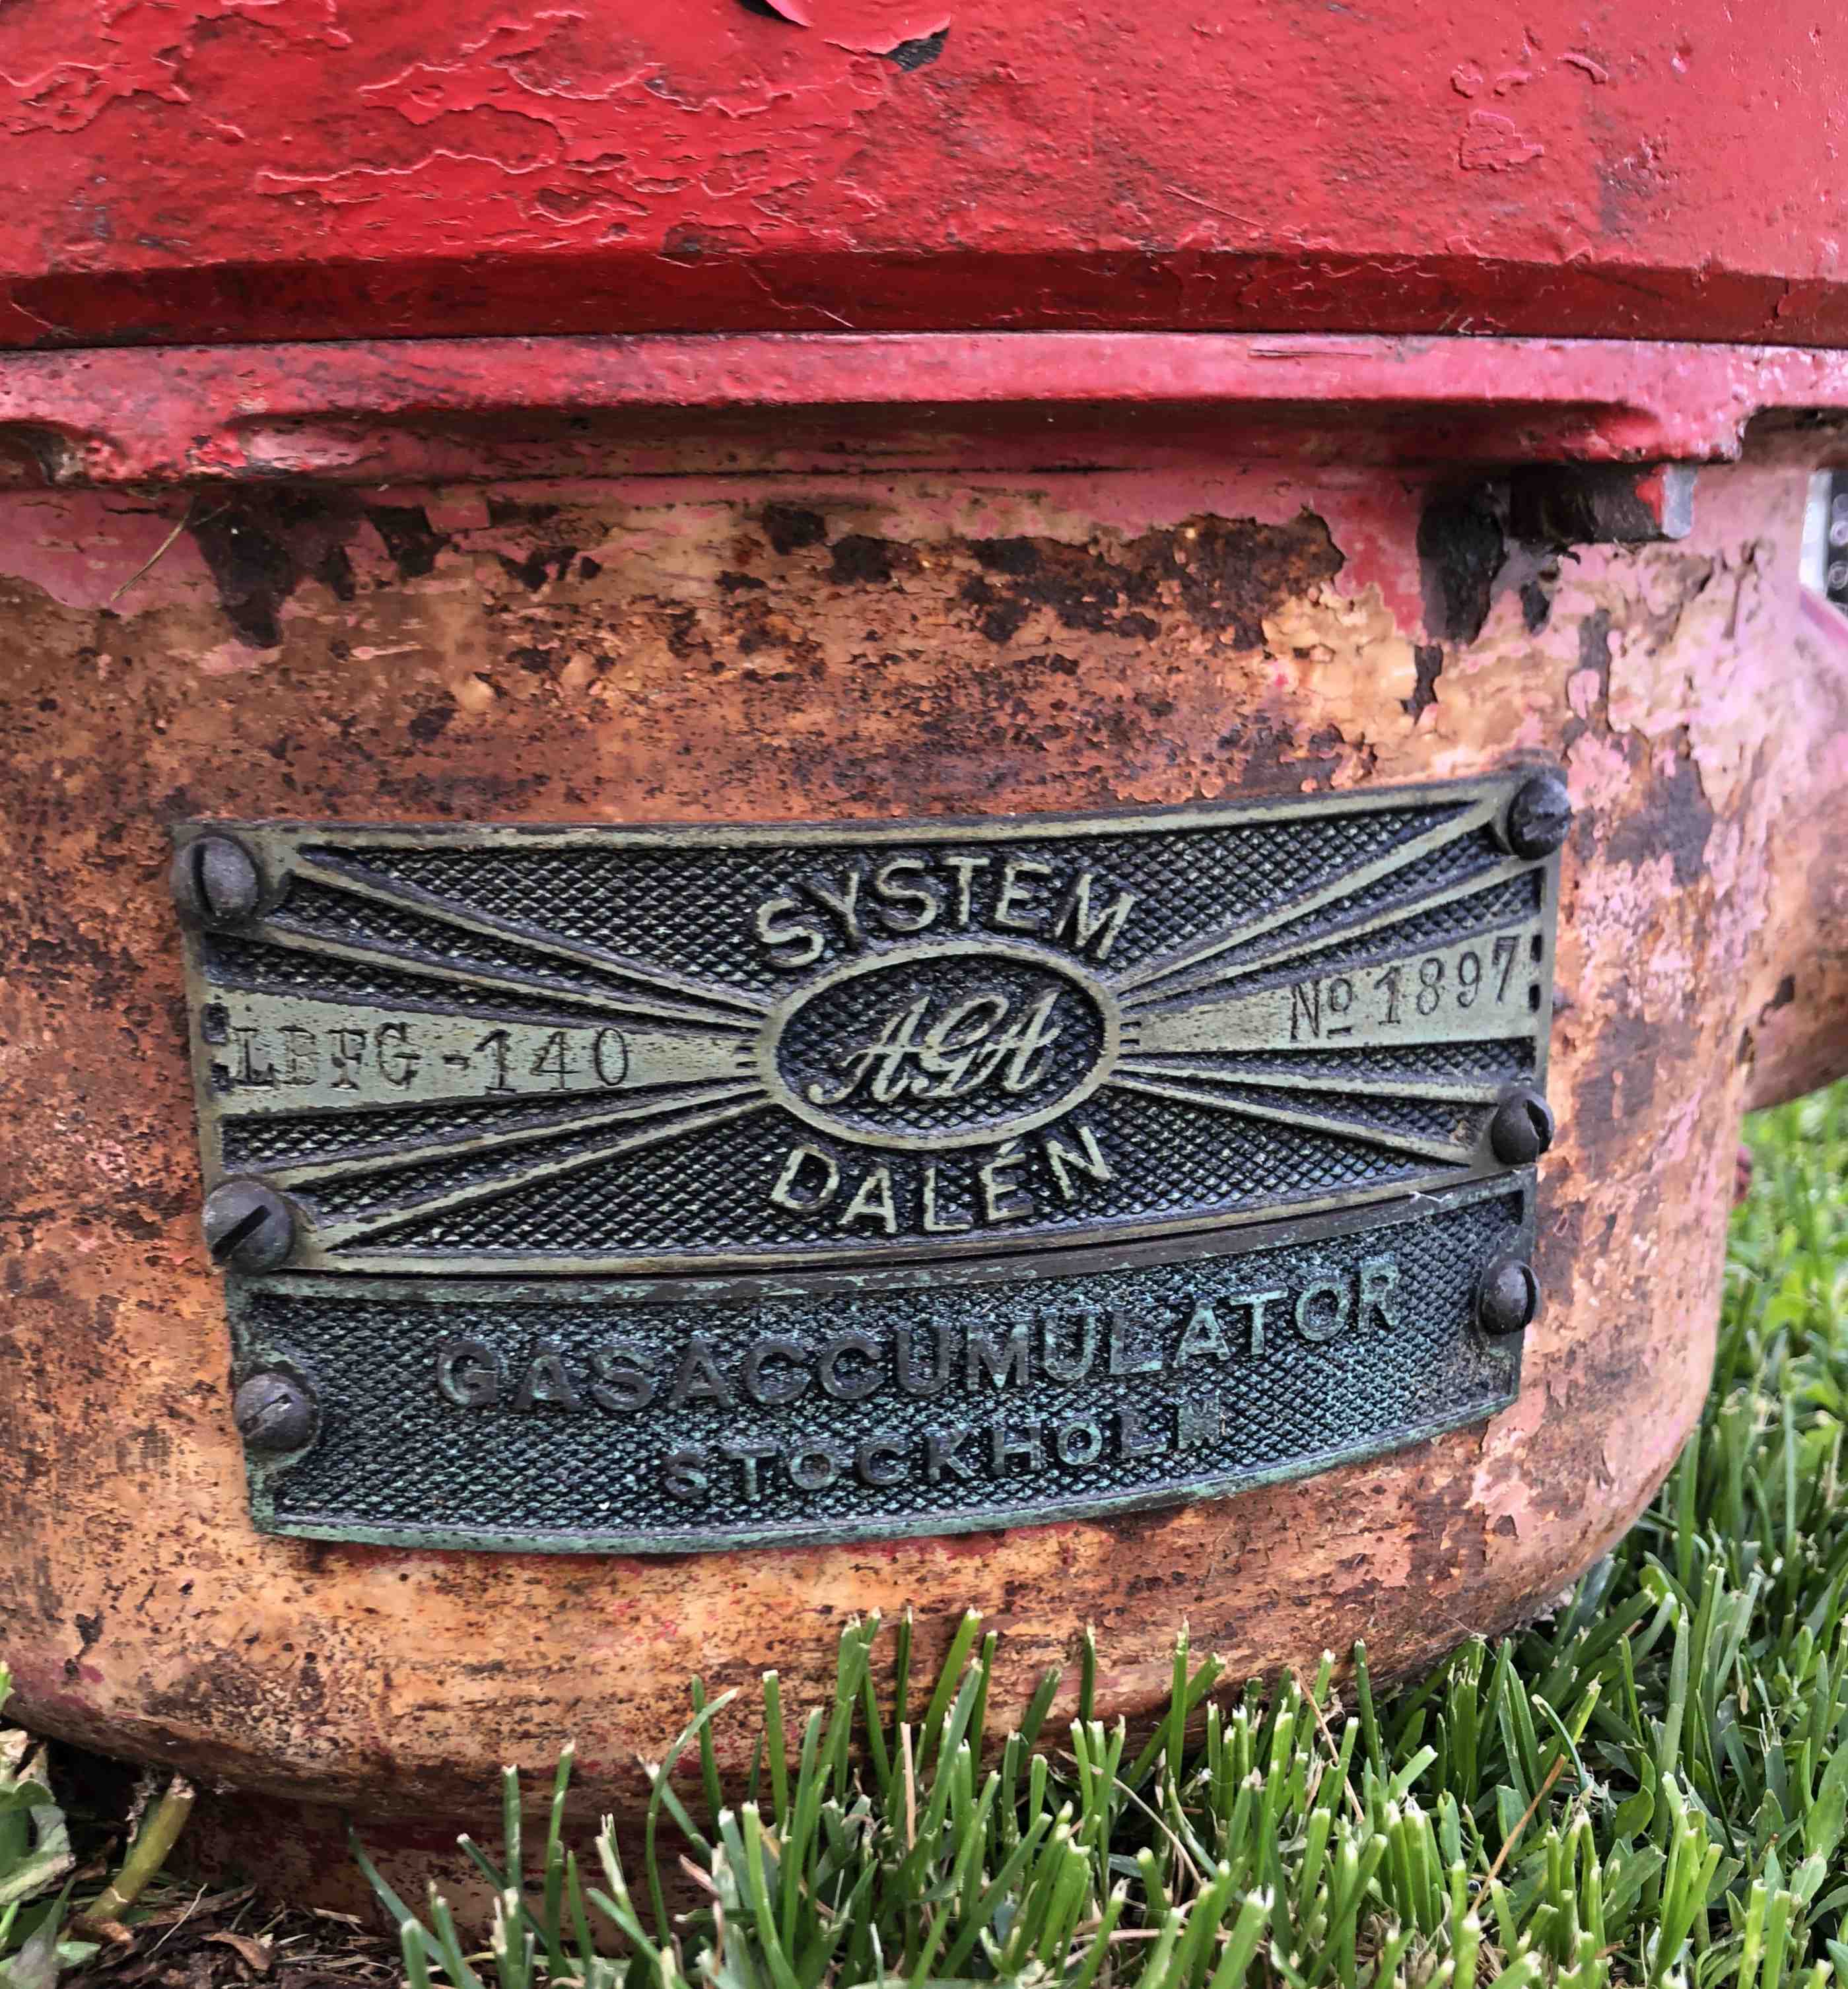 SYSTEM
LBFG-140
AGA
No 1897
DALÉN
GASACCUMULATOR
STOCKHOLM